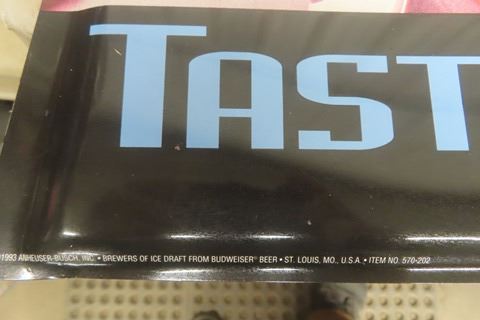 TAST
1993 ANHEUSER-BUSCH, INC. • BREWERS OF ICE DRAFT FROM BUDWEISER® BEER • ST. LOUIS, MO., U.S.A. • ITEM NO. 570-202